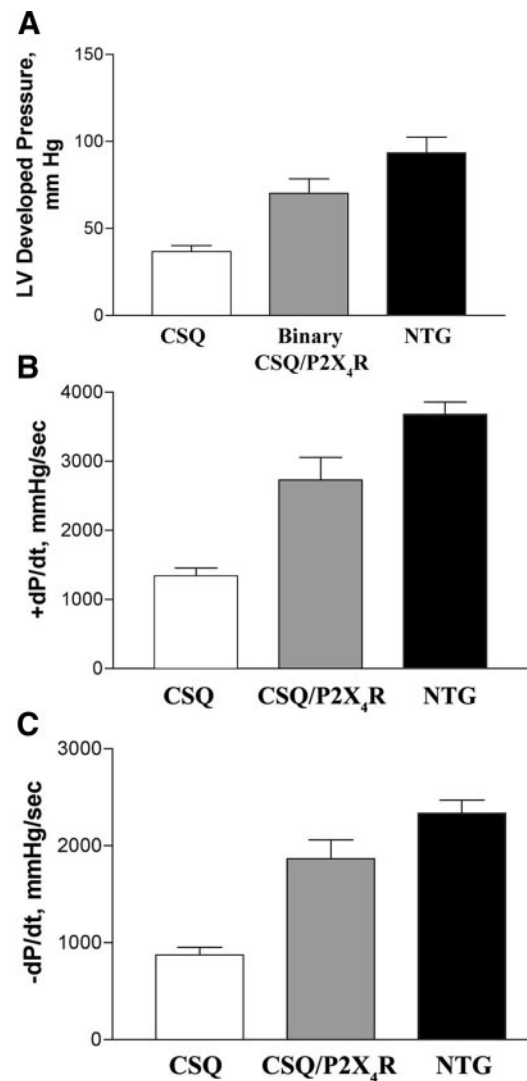 A
LV Developed Pressure,
mm Hg
150
100
50
0
CSQ
Binary
CSQ/P2X₄R
NTG
B
+dP/dt, mmHg/sec
4000
3000
2000
1000
0
CSQ
CSQ/P2X₄R
NTG
C
-dP/dt, mmHg/sec
3000
2000
1000
0
CSQ
CSQ/P2X₄R
NTG